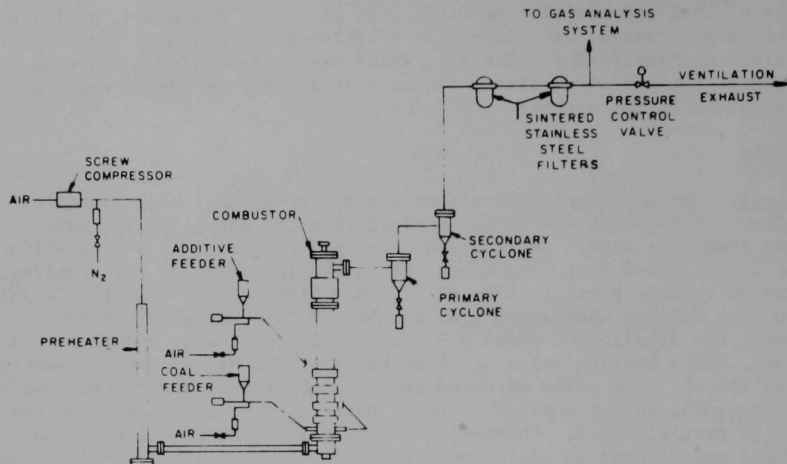 TO GAS ANALYSIS
SYSTEM
VENTILATION
EXHAUST
PRESSURE
CONTROL
VALVE
SINTERED
STAINLESS
STEEL
FILTERS
SCREW
COMPRESSOR
AIR
N2
COMBUSTOR
ADDITIVE
FEEDER
SECONDARY
CYCLONE
PRIMARY
CYCLONE
PREHEATER
AIR
COAL
FEEDER
AIR